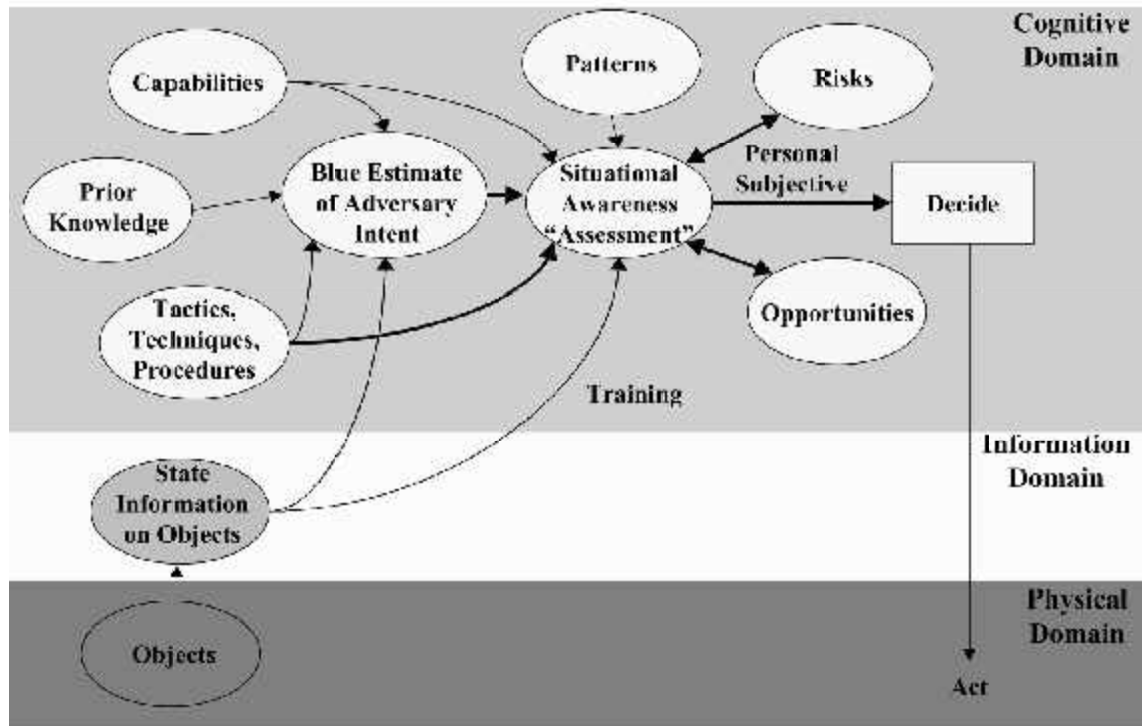 Cognitive
Domain
Patterns
Risks
Capabilities
Personal
Subjective
Blue Estimate
of Adversary
Intent
Situational
Awareness
“Assessment”
Prior
Knowledge
Decide
Tactics,
Techniques,
Procedures
Opportunities
Training
Information
Domain
State
Information
on Objects
Physical
Domain
Objects
Act